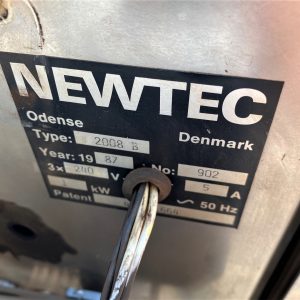 NEWTEC
Odense Denmark
Type: 2008 B
Year: 19 87 No: 902
3x 240 V 5 A
kW ~ 50 Hz
Patent